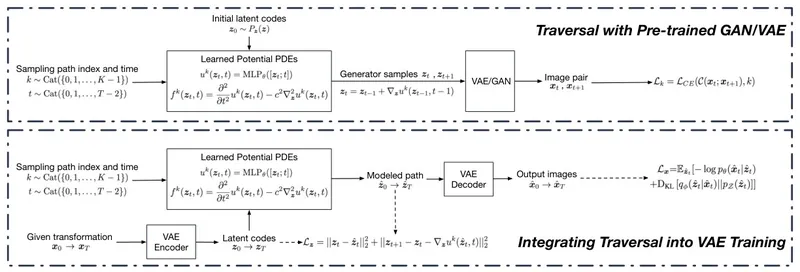 Initial latent codes
z₀ ∼ P_z(z)
Traversal with Pre-trained GAN/VAE
Sampling path index and time
k ∼ Cat({0, 1, . . . , K − 1})
t ∼ Cat({0, 1, . . . , T − 2})
Learned Potential PDEs
u^k(z_t, t) = MLP_θ([z_t; t])
f^k(z_t, t) = ∂²/∂t² u^k(z_t, t) − c²∇²_z u^k(z_t, t)
Generator samples z_t , z_{t+1}
z_t = z_{t−1} + ∇_z u^k(z_{t−1}, t − 1)
VAE/GAN
Image pair
x_t , x_{t+1}
L_k = L_{CE}(C(x_t; x_{t+1}), k)
Sampling path index and time
k ∼ Cat({0, 1, . . . , K − 1})
t ∼ Cat({0, 1, . . . , T − 2})
Learned Potential PDEs
u^k(z_t, t) = MLP_θ([z_t; t])
f^k(z_t, t) = ∂²/∂t² u^k(z_t, t) − c²∇²_z u^k(z_t, t)
Modeled path
ẑ₀ → ẑ_T
VAE
Decoder
Output images
x̂₀ → x̂_T
L_x=E_{ẑ_t}[− log p_θ(x̂_t|ẑ_t)
+D_KL[q_φ(ẑ_t|x̂_t)||p_Z(ẑ_t)]]
Given transformation
x₀ → x_T
VAE
Encoder
Latent codes
z₀ → z_T
L_z = ||z_t − ẑ_t||²₂ + ||z_{t+1} − z_t − ∇_z u^k(ẑ_t, t)||²₂
Integrating Traversal into VAE Training